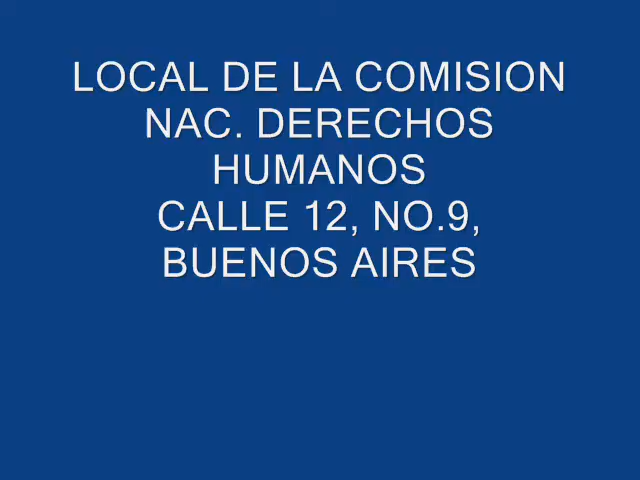 LOCAL DE LA COMISION
NAC. DERECHOS
HUMANOS
CALLE 12, NO.9,
BUENOS AIRES